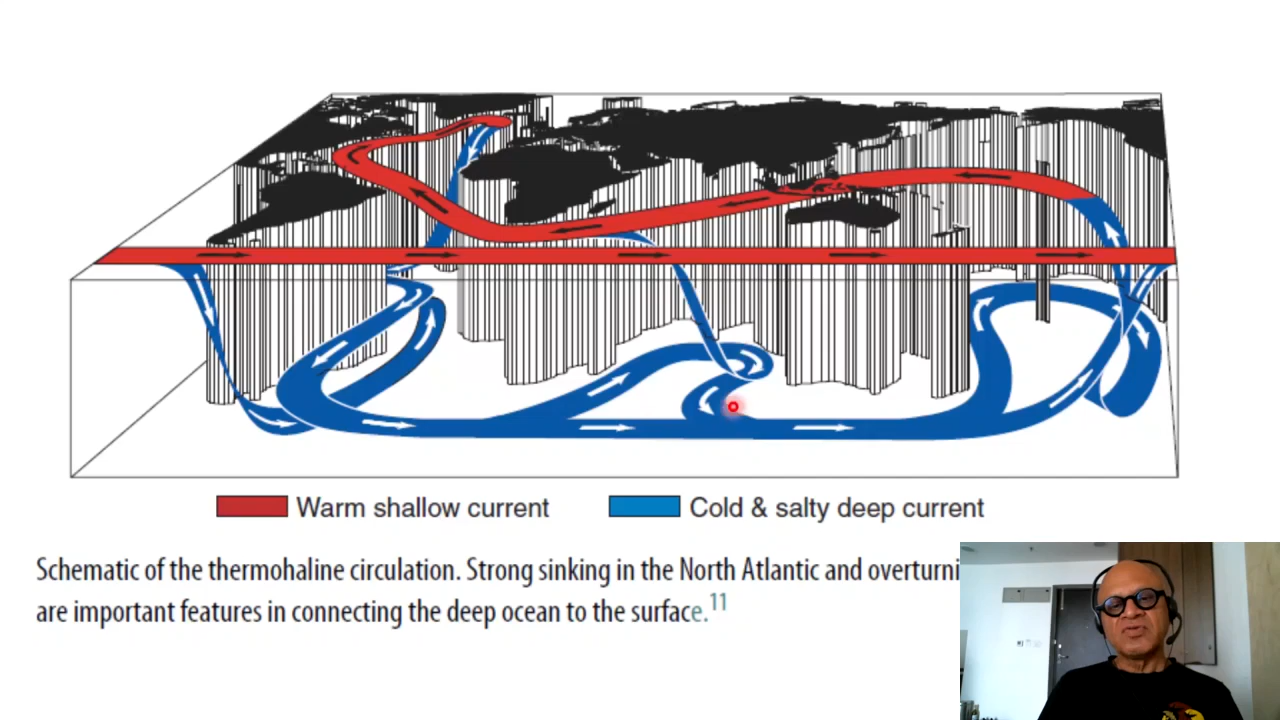 Warm shallow current
Cold & salty deep current
Schematic of the thermohaline circulation. Strong sinking in the North Atlantic and overturni
are important features in connecting the deep ocean to the surface.11